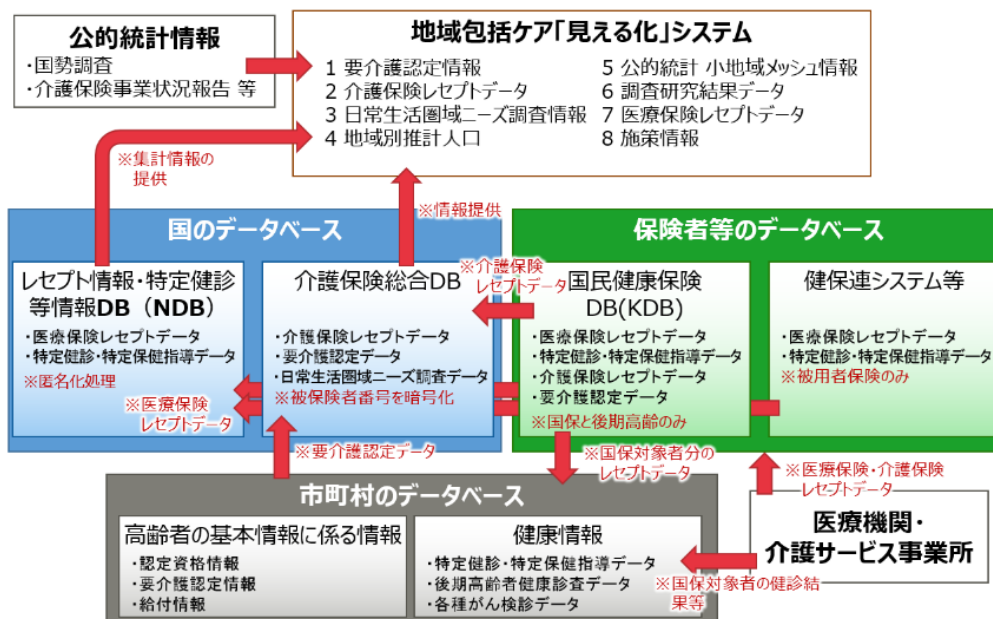 公的統計情報
・国勢調査
・介護保険事業状況報告 等
地域包括ケア「見える化」システム
1 要介護認定情報
2 介護保険レセプトデータ
3 日常生活圏域ニーズ調査情報
4 地域別推計人口
5 公的統計 小地域メッシュ情報
6 調査研究結果データ
7 医療保険レセプトデータ
8 施策情報
※集計情報の
提供
※情報提供
国のデータベース
レセプト情報・特定健診
等情報DB（NDB）
・医療保険レセプトデータ
・特定健診・特定保健指導データ
※匿名化処理
※医療保険
レセプトデータ
介護保険総合DB
・介護保険レセプトデータ
・要介護認定データ
・日常生活圏域ニーズ調査データ
※被保険者番号を暗号化
※介護保険
レセプトデータ
保険者等のデータベース
国民健康保険
DB(KDB)
・医療保険レセプトデータ
・特定健診・特定保健指導データ
・介護保険レセプトデータ
・要介護認定データ
※国保と後期高齢のみ
健保連システム等
・医療保険レセプトデータ
・特定健診・特定保健指導データ
※被用者保険のみ
※要介護認定データ
※国保対象者分の
レセプトデータ
※医療保険・介護保険
レセプトデータ
市町村のデータベース
高齢者の基本情報に係る情報
・認定資格情報
・要介護認定情報
・給付情報
健康情報
・特定健診・特定保健指導データ
・後期高齢者健康診査データ
・各種がん検診データ
医療機関・
介護サービス事業所
※国保対象者の健診結
果等